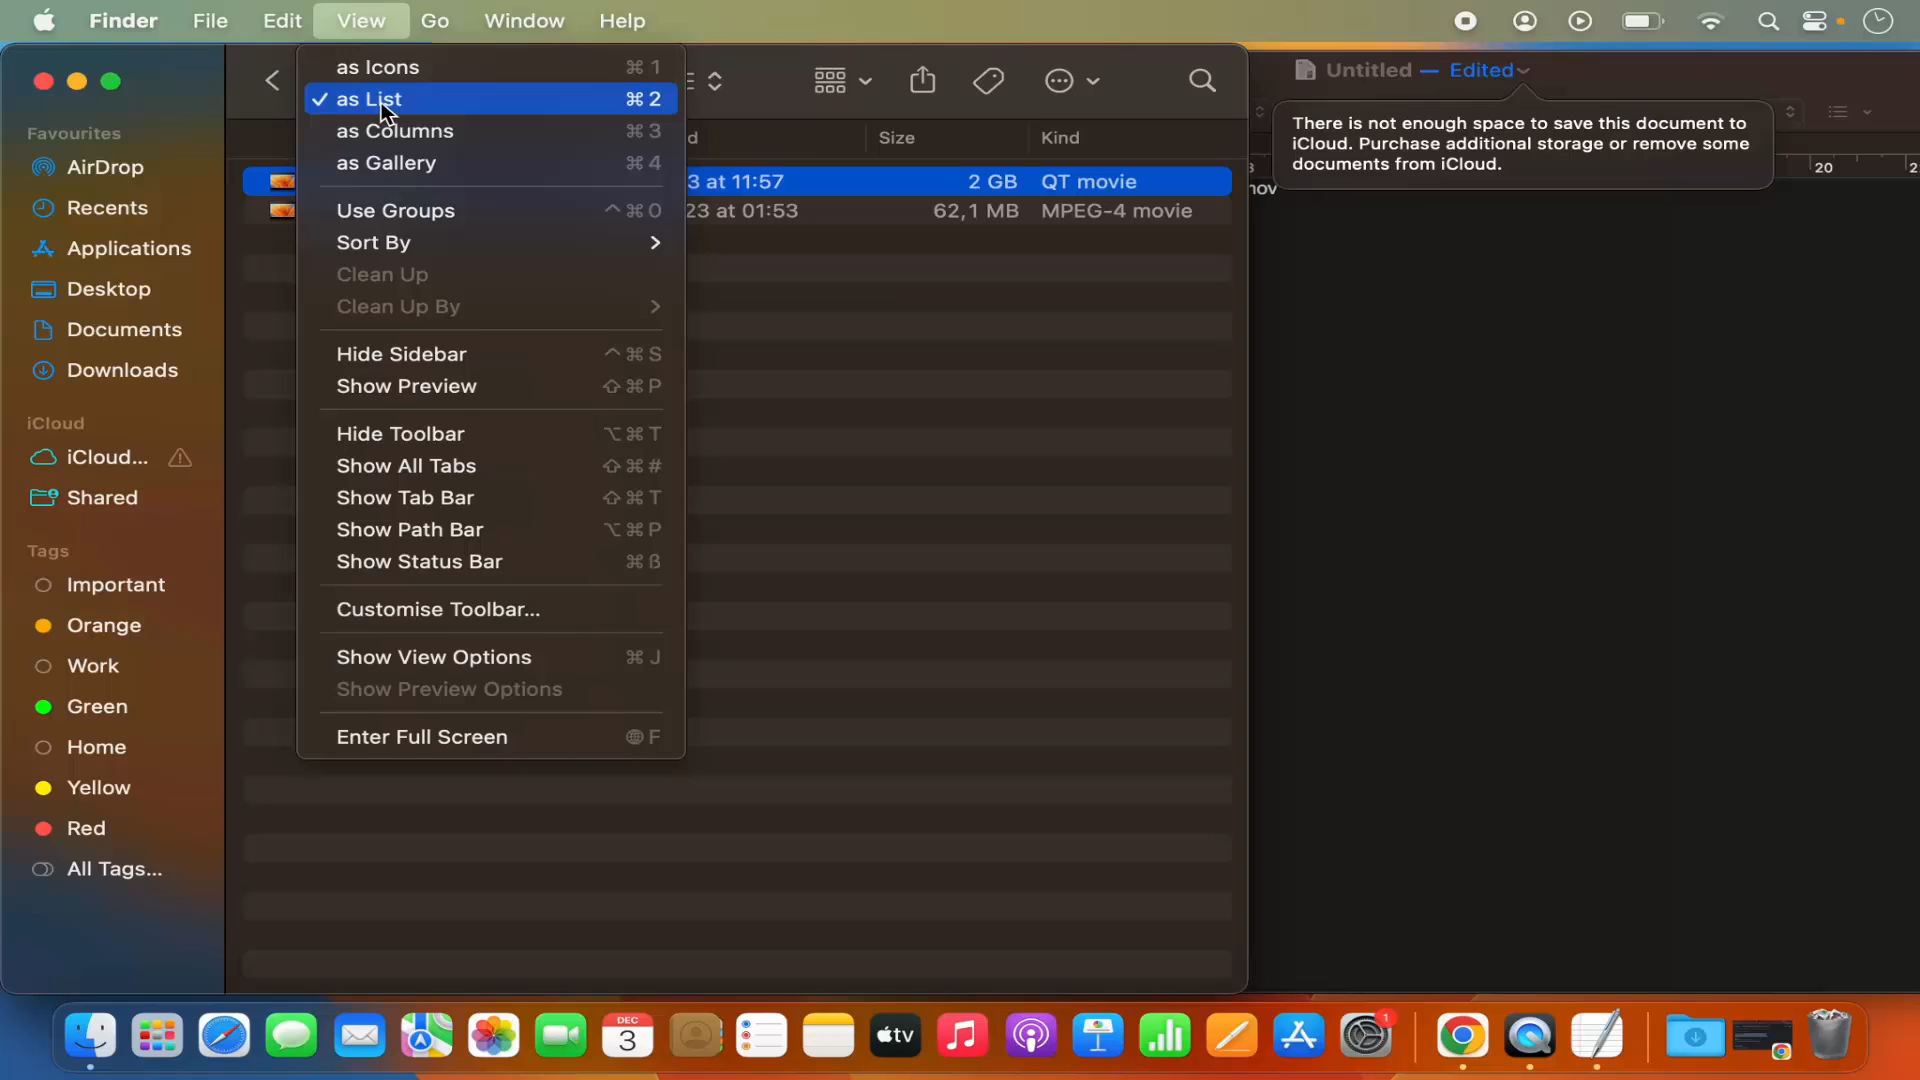 Finder File Edit View Go Window Help
as Icons ⌘ 1
✓ as List ⌘ 2
as Columns ⌘ 3
as Gallery ⌘ 4
Use Groups ^ ⌘ 0
Sort By >
Clean Up
Clean Up By >
Hide Sidebar ^ ⌘ S
Show Preview ⇧ ⌘ P
Hide Toolbar ⌥ ⌘ T
Show All Tabs ⇧ ⌘ #
Show Tab Bar ⇧ ⌘ T
Show Path Bar ⌥ ⌘ P
Show Status Bar ⌘ ß
Customise Toolbar...
Show View Options ⌘ J
Show Preview Options
Enter Full Screen F
Favourites
AirDrop
Recents
Applications
Desktop
Documents
Downloads
iCloud
iCloud...
Shared
Tags
Important
Orange
Work
Green
Home
Yellow
Red
All Tags...
d Size Kind
3 at 11:57 2 GB QT movie
23 at 01:53 62,1 MB MPEG-4 movie
Untitled — Edited
There is not enough space to save this document to
iCloud. Purchase additional storage or remove some
documents from iCloud.
20
nov
DEC
3
tv
1